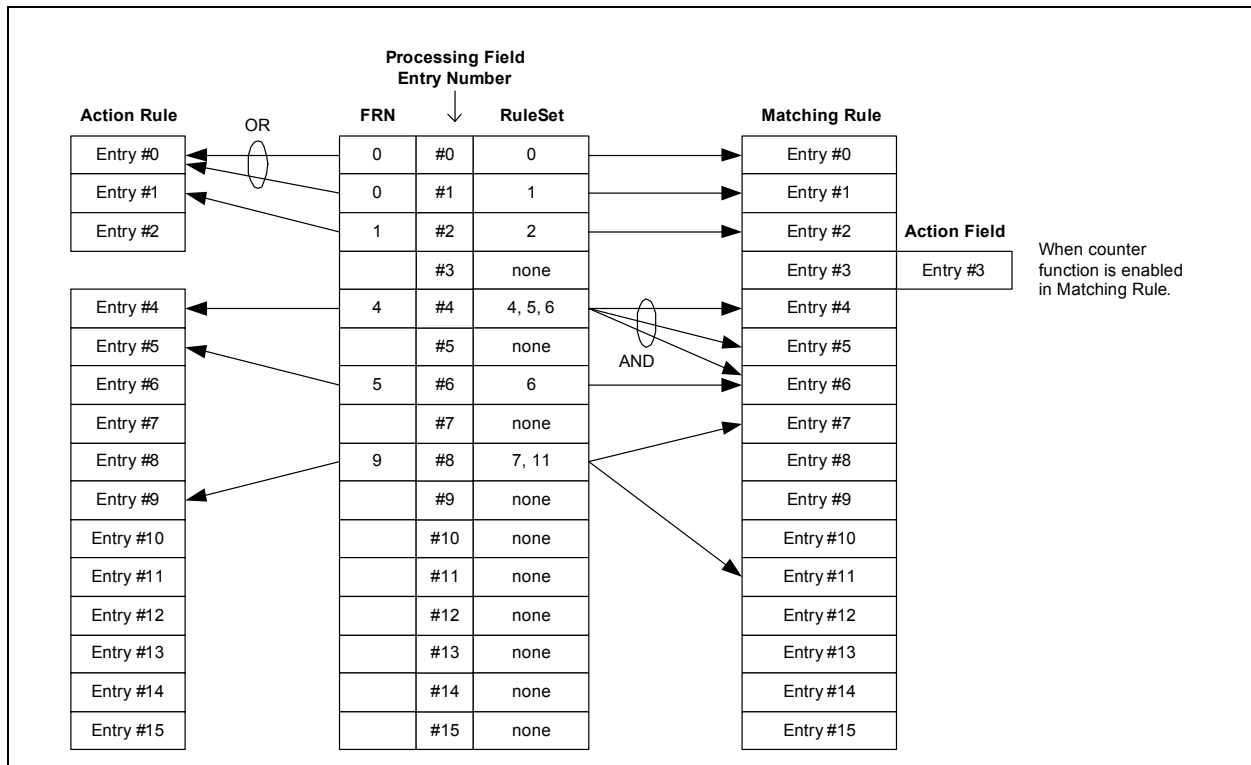 Processing Field
Entry Number
Action Rule FRN RuleSet Matching Rule
OR
Entry #0 0 #0 0 Entry #0
Entry #1 0 #1 1 Entry #1
Entry #2 1 #2 2 Entry #2 Action Field
#3 none Entry #3 Entry #3
When counter
function is enabled
in Matching Rule.
Entry #4 4 #4 4, 5, 6 Entry #4
Entry #5 #5 none Entry #5
AND
Entry #6 5 #6 6 Entry #6
Entry #7 #7 none Entry #7
Entry #8 9 #8 7, 11 Entry #8
Entry #9 #9 none Entry #9
Entry #10 #10 none Entry #10
Entry #11 #11 none Entry #11
Entry #12 #12 none Entry #12
Entry #13 #13 none Entry #13
Entry #14 #14 none Entry #14
Entry #15 #15 none Entry #15